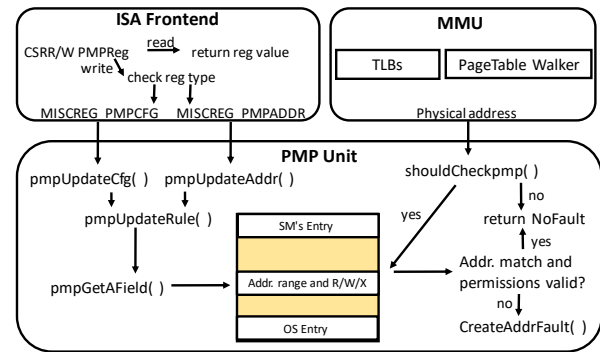 ISA Frontend
CSRR/W PMPReg
read
return reg value
write
check reg type
MISCREG_PMPCFG
MISCREG_PMPADDR
MMU
TLBs
PageTable Walker
Physical address
PMP Unit
pmpUpdateCfg( )
pmpUpdateAddr( )
pmpUpdateRule( )
pmpGetAField( )
SM's Entry
Addr. range and R/W/X
OS Entry
shouldCheckpmp( )
yes
no
return NoFault
yes
Addr. match and
permissions valid?
no
CreateAddrFault( )